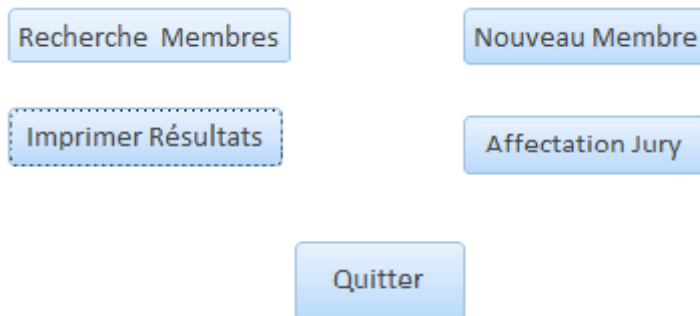 Recherche  Membres
Nouveau Membre
Imprimer Résultats
Affectation Jury
Quitter